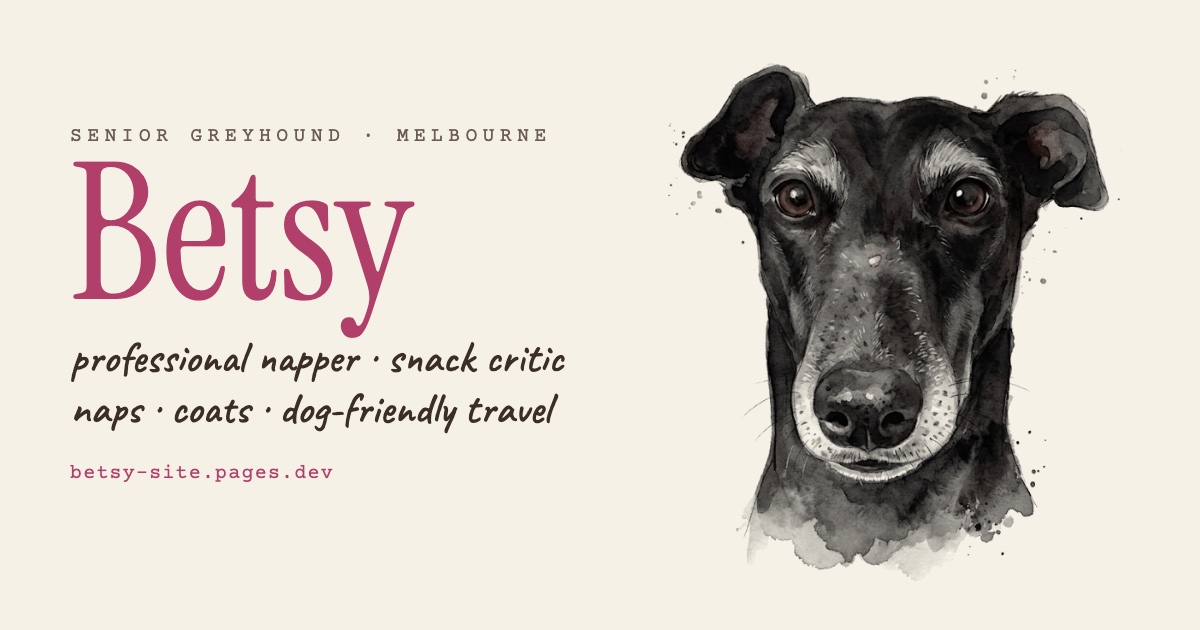 SENIOR GREYHOUND · MELBOURNE
Betsy
professional napper · snack critic
naps · coats · dog-friendly travel
betsy-site.pages.dev